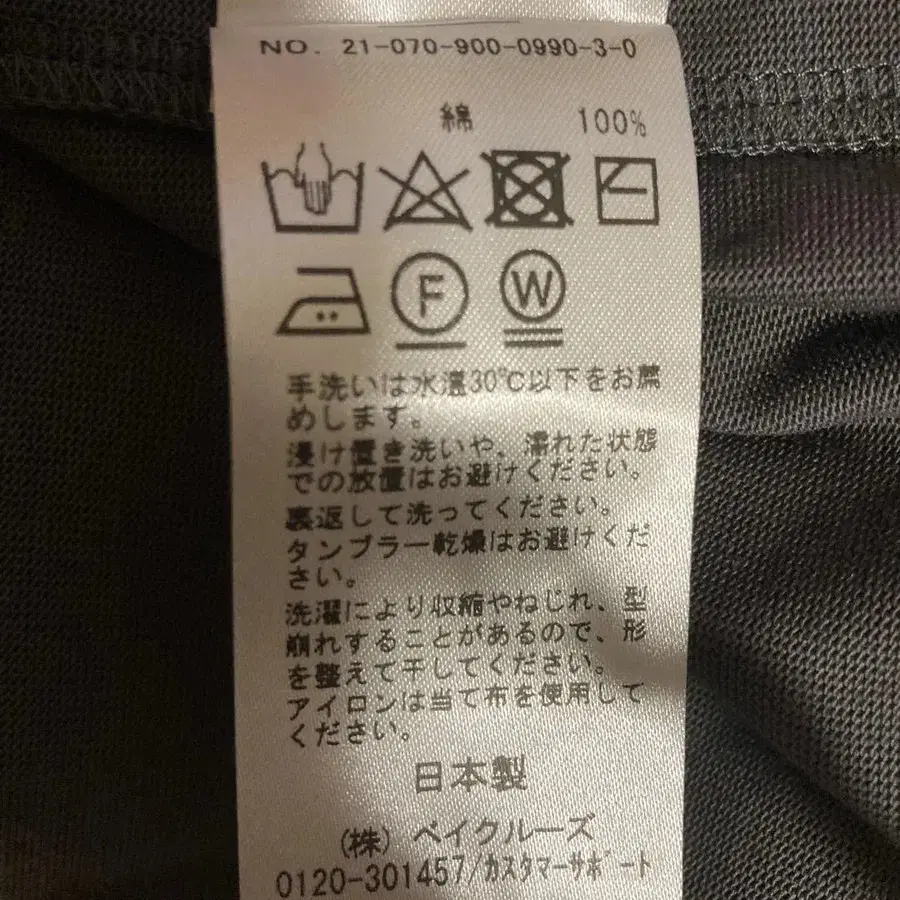 NO. 21-070-900-0990-3-0
綿 100%
F W
手洗いは水温30℃以下をお薦
めします。
浸け置き洗いや、濡れた状態
での放置はお避けください。
裏返して洗ってください。
タンブラー乾燥はお避けくだ
さい。
洗濯により収縮やねじれ、型
崩れすることがあるので、形
を整えて干してください。
アイロンは当て布を使用して
ください。
日本製
(株) ベイクルーズ
0120-301457/カスタマーサポート